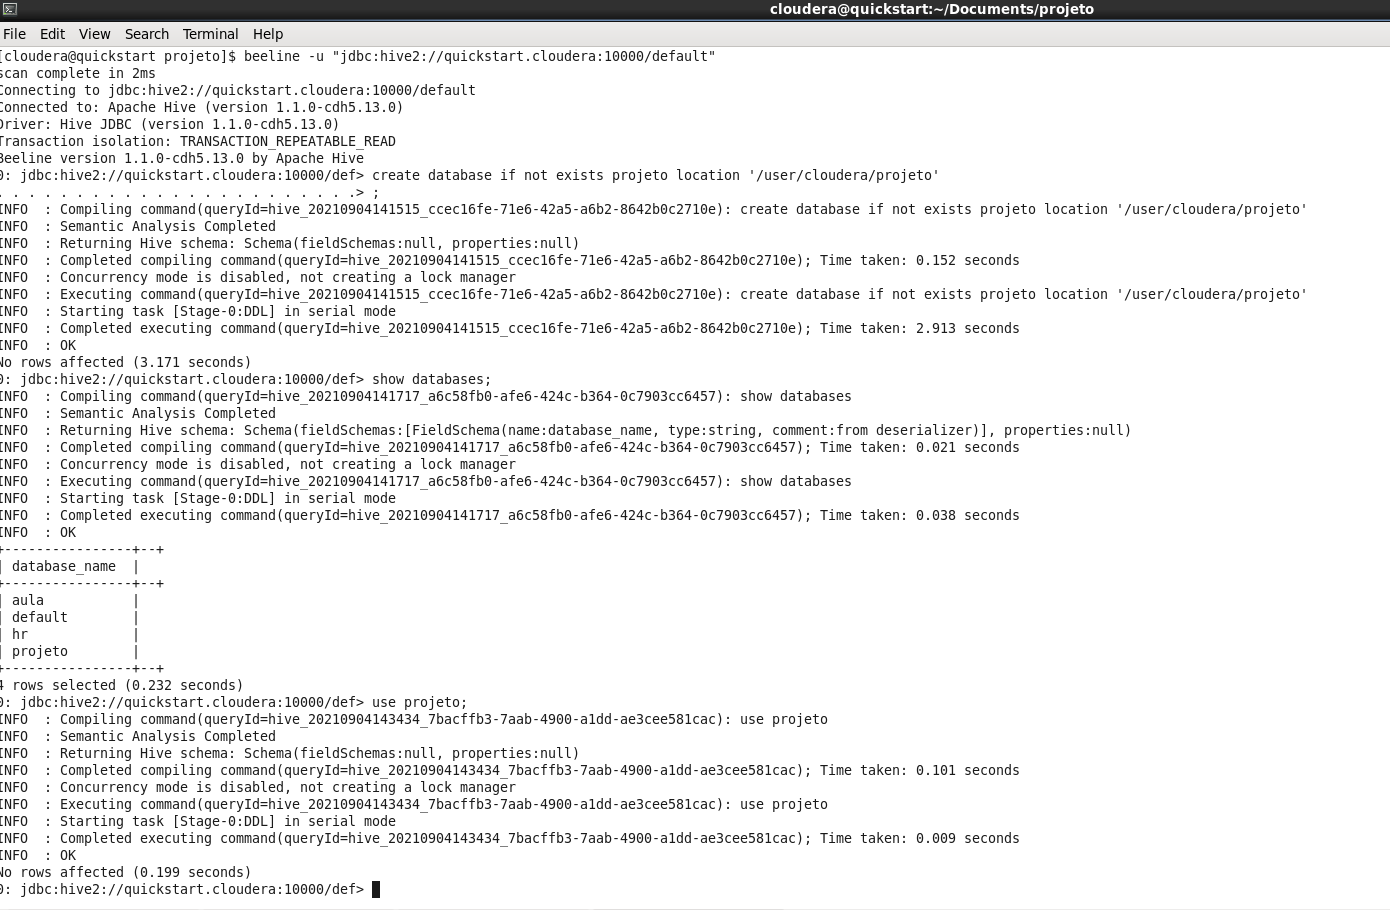 cloudera@quickstart:~/Documents/projeto
File Edit View Search Terminal Help
[cloudera@quickstart projeto]$ beeline -u "jdbc:hive2://quickstart.cloudera:10000/default"
scan complete in 2ms
Connecting to jdbc:hive2://quickstart.cloudera:10000/default
Connected to: Apache Hive (version 1.1.0-cdh5.13.0)
Driver: Hive JDBC (version 1.1.0-cdh5.13.0)
Transaction isolation: TRANSACTION_REPEATABLE_READ
Beeline version 1.1.0-cdh5.13.0 by Apache Hive
0: jdbc:hive2://quickstart.cloudera:10000/def> create database if not exists projeto location '/user/cloudera/projeto'
. . . . . . . . . . . . . . . . . . . . . . .> ;
INFO  : Compiling command(queryId=hive_20210904141515_ccec16fe-71e6-42a5-a6b2-8642b0c2710e): create database if not exists projeto location '/user/cloudera/projeto'
INFO  : Semantic Analysis Completed
INFO  : Returning Hive schema: Schema(fieldSchemas:null, properties:null)
INFO  : Completed compiling command(queryId=hive_20210904141515_ccec16fe-71e6-42a5-a6b2-8642b0c2710e); Time taken: 0.152 seconds
INFO  : Concurrency mode is disabled, not creating a lock manager
INFO  : Executing command(queryId=hive_20210904141515_ccec16fe-71e6-42a5-a6b2-8642b0c2710e): create database if not exists projeto location '/user/cloudera/projeto'
INFO  : Starting task [Stage-0:DDL] in serial mode
INFO  : Completed executing command(queryId=hive_20210904141515_ccec16fe-71e6-42a5-a6b2-8642b0c2710e); Time taken: 2.913 seconds
INFO  : OK
No rows affected (3.171 seconds)
0: jdbc:hive2://quickstart.cloudera:10000/def> show databases;
INFO  : Compiling command(queryId=hive_20210904141717_a6c58fb0-afe6-424c-b364-0c7903cc6457): show databases
INFO  : Semantic Analysis Completed
INFO  : Returning Hive schema: Schema(fieldSchemas:[FieldSchema(name:database_name, type:string, comment:from deserializer)], properties:null)
INFO  : Completed compiling command(queryId=hive_20210904141717_a6c58fb0-afe6-424c-b364-0c7903cc6457); Time taken: 0.021 seconds
INFO  : Concurrency mode is disabled, not creating a lock manager
INFO  : Executing command(queryId=hive_20210904141717_a6c58fb0-afe6-424c-b364-0c7903cc6457): show databases
INFO  : Starting task [Stage-0:DDL] in serial mode
INFO  : Completed executing command(queryId=hive_20210904141717_a6c58fb0-afe6-424c-b364-0c7903cc6457); Time taken: 0.038 seconds
INFO  : OK
+----------------+--+
| database_name  |
+----------------+--+
| aula           |
| default        |
| hr             |
| projeto        |
+----------------+--+
4 rows selected (0.232 seconds)
0: jdbc:hive2://quickstart.cloudera:10000/def> use projeto;
INFO  : Compiling command(queryId=hive_20210904143434_7bacffb3-7aab-4900-a1dd-ae3cee581cac): use projeto
INFO  : Semantic Analysis Completed
INFO  : Returning Hive schema: Schema(fieldSchemas:null, properties:null)
INFO  : Completed compiling command(queryId=hive_20210904143434_7bacffb3-7aab-4900-a1dd-ae3cee581cac); Time taken: 0.101 seconds
INFO  : Concurrency mode is disabled, not creating a lock manager
INFO  : Executing command(queryId=hive_20210904143434_7bacffb3-7aab-4900-a1dd-ae3cee581cac): use projeto
INFO  : Starting task [Stage-0:DDL] in serial mode
INFO  : Completed executing command(queryId=hive_20210904143434_7bacffb3-7aab-4900-a1dd-ae3cee581cac); Time taken: 0.009 seconds
INFO  : OK
No rows affected (0.199 seconds)
0: jdbc:hive2://quickstart.cloudera:10000/def>